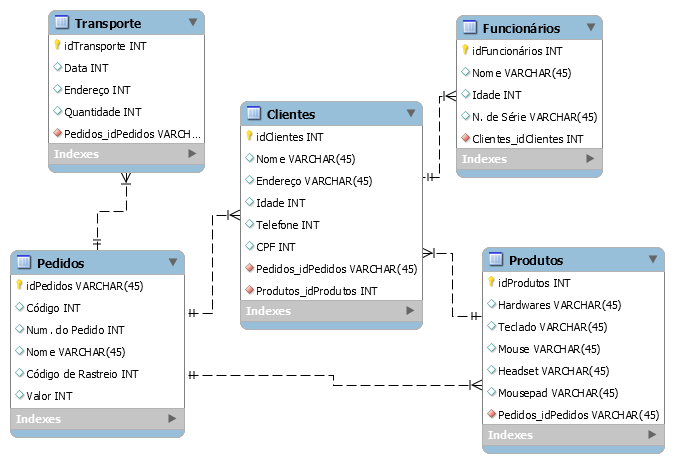 Transporte
idTransporte INT
Data INT
Endereço INT
Quantidade INT
Pedidos_idPedidos VARCH...
Indexes
Funcionários
idFuncionários INT
Nome VARCHAR(45)
Idade INT
N. de Série VARCHAR(45)
Clientes_idClientes INT
Indexes
Clientes
idClientes INT
Nome VARCHAR(45)
Endereço VARCHAR(45)
Idade INT
Telefone INT
CPF INT
Pedidos_idPedidos VARCHAR(45)
Produtos_idProdutos INT
Indexes
Pedidos
idPedidos VARCHAR(45)
Código INT
Num. do Pedido INT
Nome VARCHAR(45)
Código de Rastreio INT
Valor INT
Indexes
Produtos
idProdutos INT
Hardwares VARCHAR(45)
Teclado VARCHAR(45)
Mouse VARCHAR(45)
Headset VARCHAR(45)
Mousepad VARCHAR(45)
Pedidos_idPedidos VARCHAR(45)
Indexes